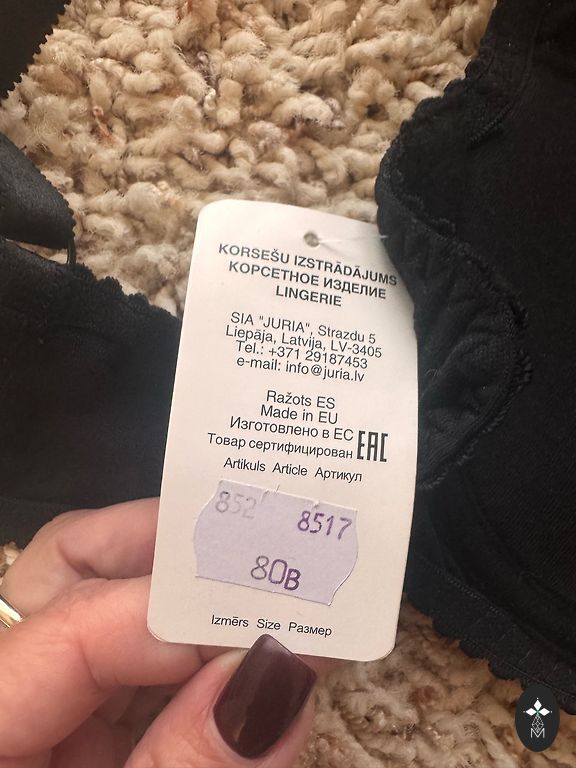 KORSEŠU IZSTRĀDĀJUMS
КОРСЕТНОЕ ИЗДЕЛИЕ
LINGERIE
SIA "JURIA", Strazdu 5
Liepāja, Latvija, LV-3405
Tel.: +371 29187453
e-mail: info@juria.lv
Ražots ES
Made in EU
Изготовлено в ЕС
Товар сертифицирован EAC
Artikuls Article Артикул
852 8517
80B
Izmērs Size Размер
M